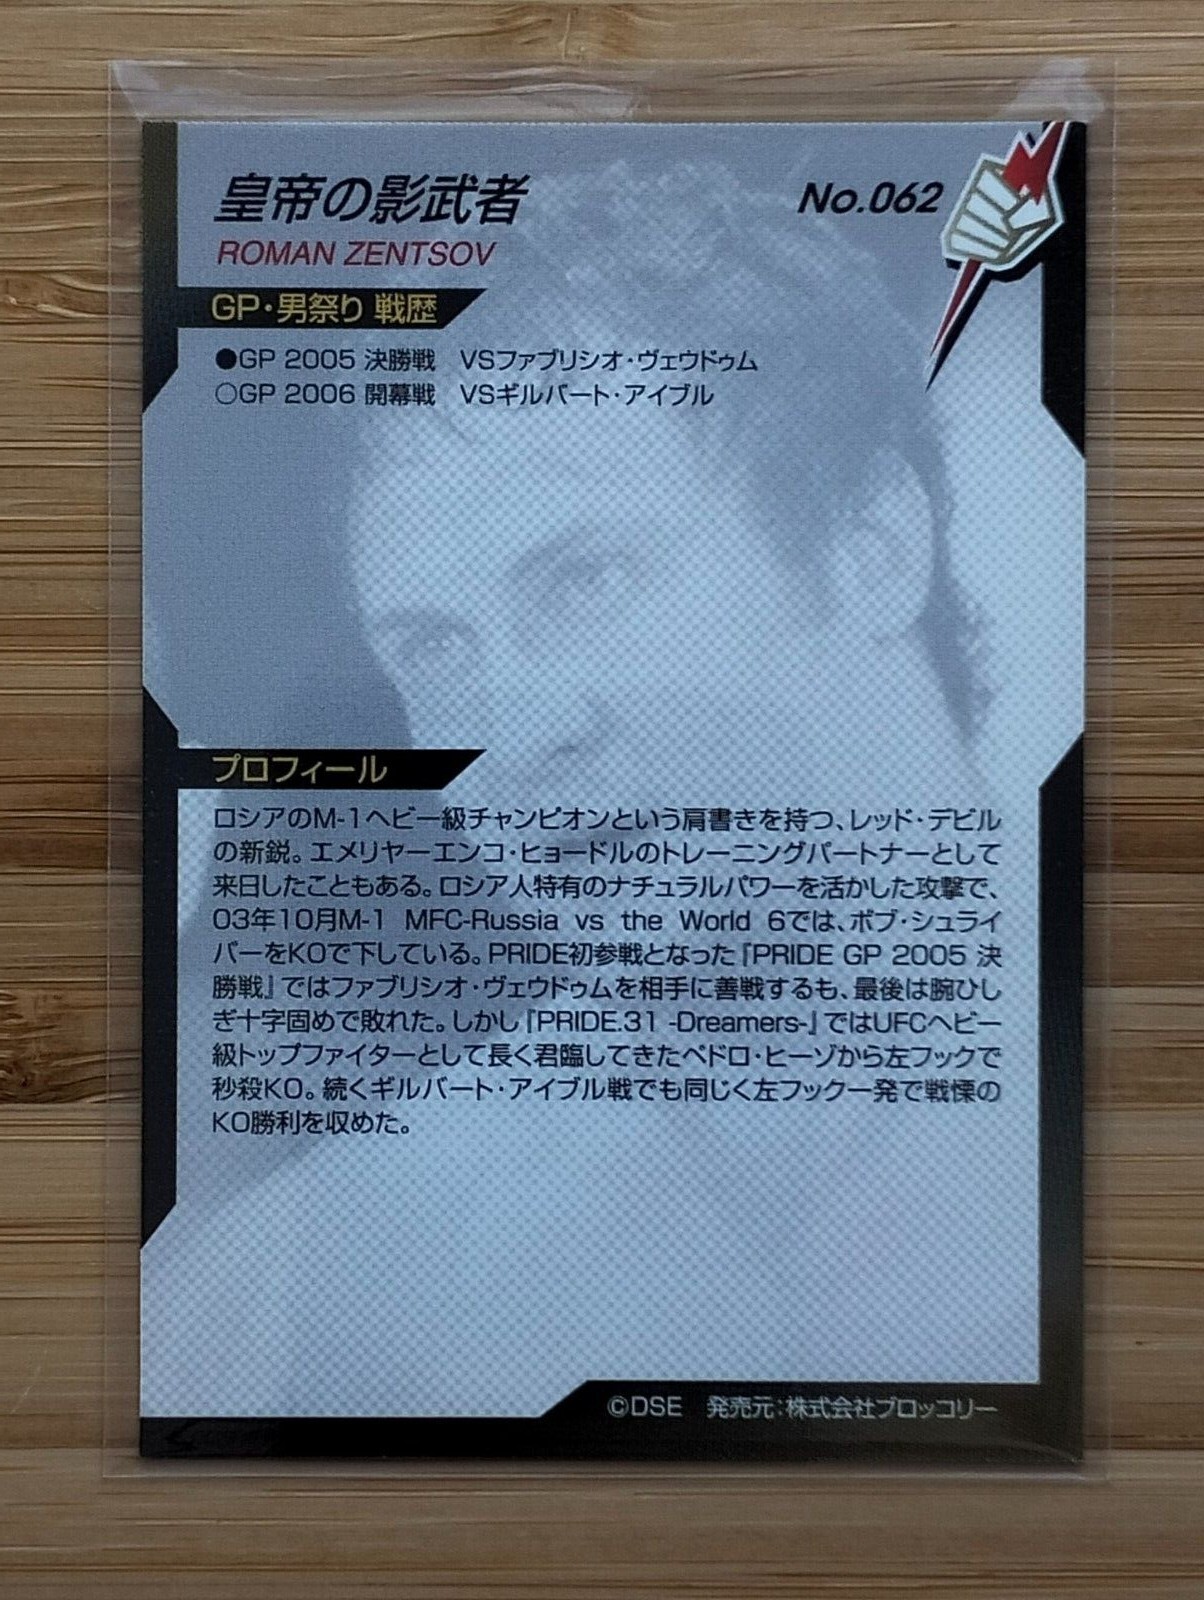 皇帝の影武者
No.062
ROMAN ZENTSOV
GP・男祭り 戦歴
●GP 2005 決勝戦 VSファブリシオ・ヴェウドゥム
○GP 2006 開幕戦 VSギルバート・アイブル
プロフィール
ロシアのM-1ヘビー級チャンピオンという肩書きを持つ、レッド・デビル
の新鋭。エメリヤーエンコ・ヒョードルのトレーニングパートナーとして
来日したこともある。ロシア人特有のナチュラルパワーを活かした攻撃で、
03年10月M-1 MFC-Russia vs the World 6では、ボブ・シュライ
バーをKOで下している。PRIDE初参戦となった『PRIDE GP 2005 決
勝戦』ではファブリシオ・ヴェウドゥムを相手に善戦するも、最後は腕ひし
ぎ十字固めで敗れた。しかし『PRIDE.31 -Dreamers-』ではUFCヘビー
級トップファイターとして長く君臨してきたペドロ・ヒーゾから左フックで
秒殺KO。続くギルバート・アイブル戦でも同じく左フック一発で戦慄の
KO勝利を収めた。
©DSE 発売元：株式会社ブロッコリー